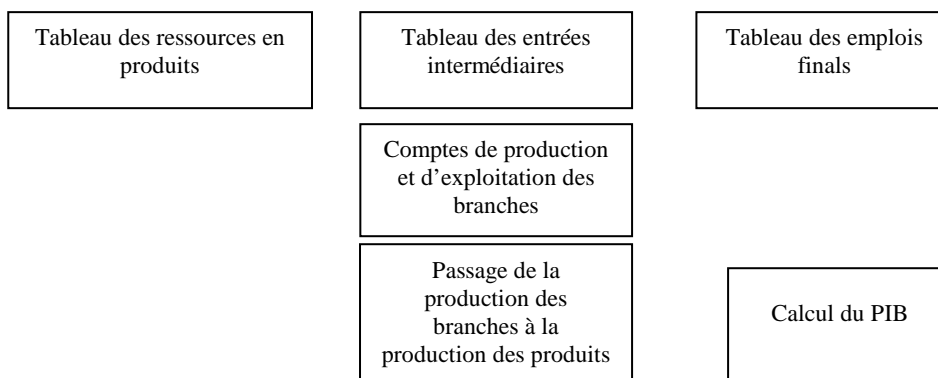 Tableau des ressources en
produits
Tableau des entrées
intermédiaires
Tableau des emplois
finals
Comptes de production
et d’exploitation des
branches
Passage de la
production des
branches à la
production des produits
Calcul du PIB